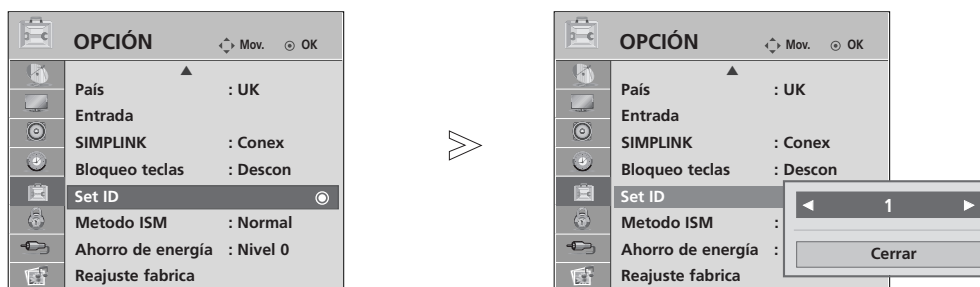 OPCIÓN Mov. OK
País : UK
Entrada
SIMPLINK : Conex
Bloqueo teclas : Descon
Set ID
Metodo ISM : Normal
Ahorro de energía : Nivel 0
Reajuste fabrica
OPCIÓN Mov. OK
País : UK
Entrada
SIMPLINK : Conex
Bloqueo teclas : Descon
Set ID
Metodo ISM :
Ahorro de energía :
Reajuste fabrica
1
Cerrar